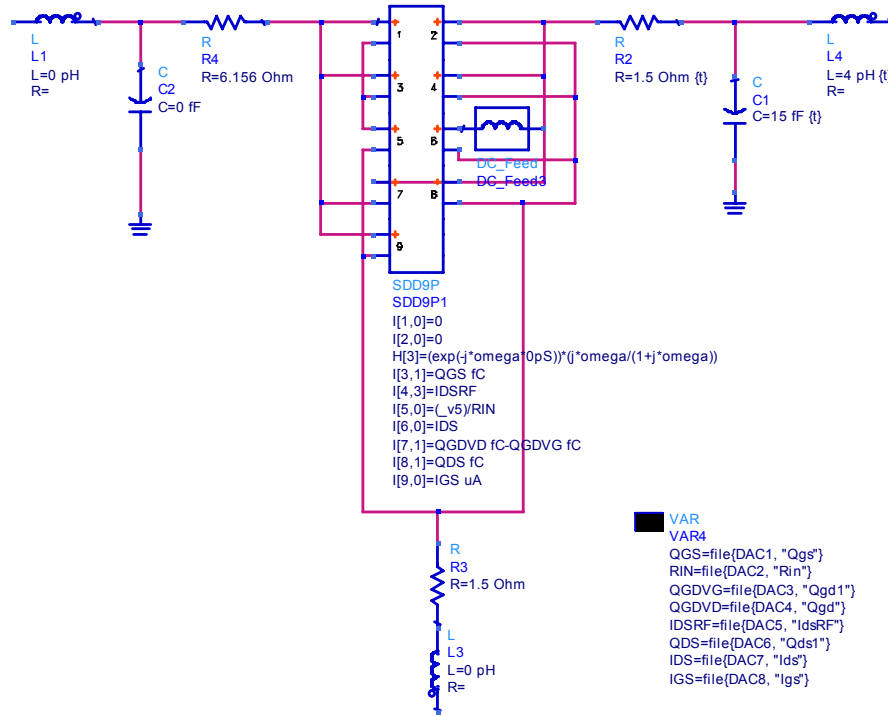 L
L1
L=0 pH
R=
C
C2
C=0 fF
R
R4
R=6.156 Ohm
1
2
3
4
5
6
7
8
9
DC_Feed
DC_Feed3
R
R2
R=1.5 Ohm {t}
C
C1
C=15 fF {t}
L
L4
L=4 pH {t}
R=
SDD9P
SDD9P1
I[1,0]=0
I[2,0]=0
H[3]=(exp(-j*omega*0pS))*(j*omega/(1+j*omega))
I[3,1]=QGS fC
I[4,3]=IDSRF
I[5,0]=(_v5)/RIN
I[6,0]=IDS
I[7,1]=QGDVD fC-QGDVG fC
I[8,1]=QDS fC
I[9,0]=IGS uA
R
R3
R=1.5 Ohm
L
L3
L=0 pH
R=
VAR
VAR4
QGS=file{DAC1, "Qgs"}
RIN=file{DAC2, "Rin"}
QGDVG=file{DAC3, "Qgd1"}
QGDVD=file{DAC4, "Qgd"}
IDSRF=file{DAC5, "IdsRF"}
QDS=file{DAC6, "Qds1"}
IDS=file{DAC7, "Ids"}
IGS=file{DAC8, "Igs"}